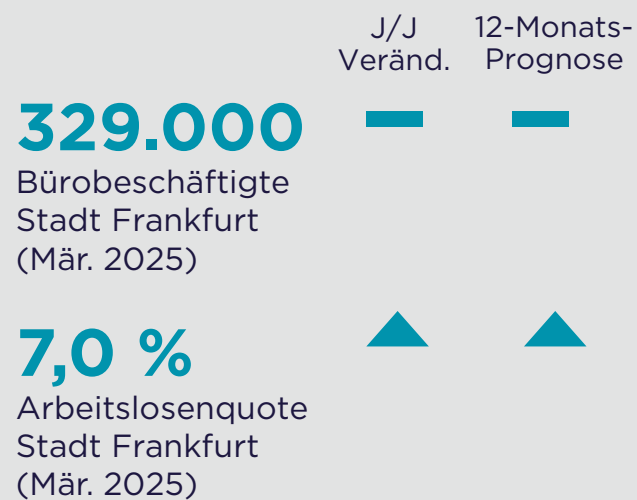 J/J
Veränd.
12-Monats-
Prognose
329.000
Bürobeschäftigte
Stadt Frankfurt
(Mär. 2025)
7,0 %
Arbeitslosenquote
Stadt Frankfurt
(Mär. 2025)